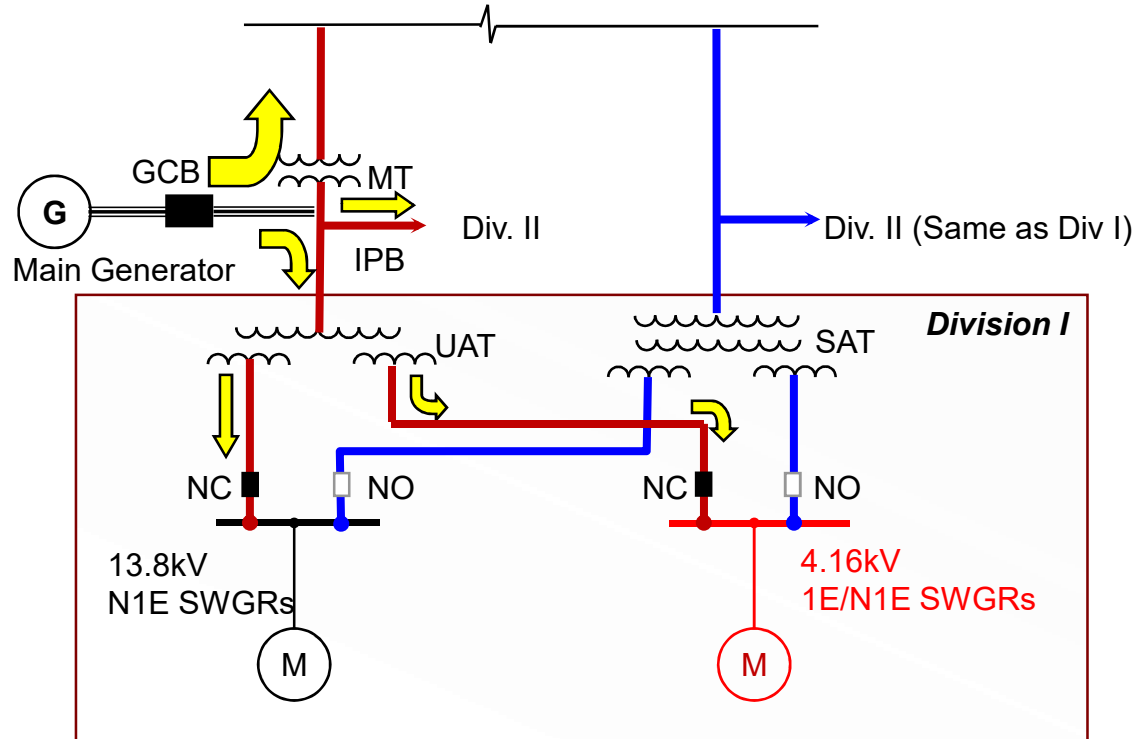 GCB
MT
G
Div. II
Div. II (Same as Div I)
Main Generator
IPB
Division I
UAT
SAT
NC
NO
NC
NO
13.8kV
N1E SWGRs
4.16kV
1E/N1E SWGRs
M
M